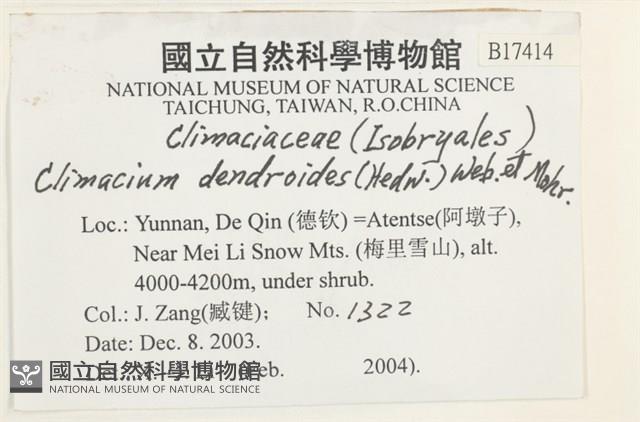 國立自然科學博物館 B17414
NATIONAL MUSEUM OF NATURAL SCIENCE
TAICHUNG, TAIWAN, R.O.CHINA
Climaciaceae (Isobryales)
Climacium dendroides (Hedw.) Web. et Mohr.
Loc.: Yunnan, De Qin (德钦) =Atentse(阿墩子),
Near Mei Li Snow Mts. (梅里雪山), alt.
4000-4200m, under shrub.
Col.: J. Zang(臧键); No. 1322
Date: Dec. 8. 2003.
2004).
國立自然科學博物館
NATIONAL MUSEUM OF NATURAL SCIENCE